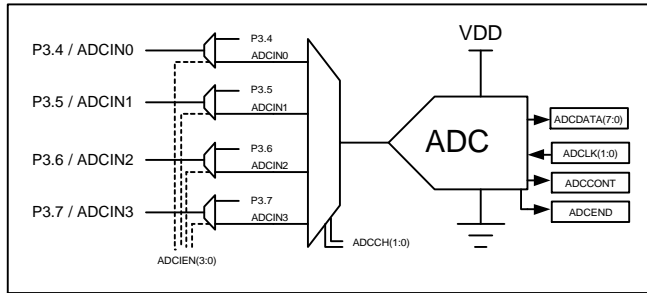 P3.4 / ADCIN0
P3.4
ADCIN0
P3.5 / ADCIN1
P3.5
ADCIN1
P3.6 / ADCIN2
P3.6
ADCIN2
P3.7 / ADCIN3
P3.7
ADCIN3
ADCIEN(3:0)
ADCCH(1:0)
VDD
ADC
ADCDATA(7:0)
ADCLK(1:0)
ADCCONT
ADCEND